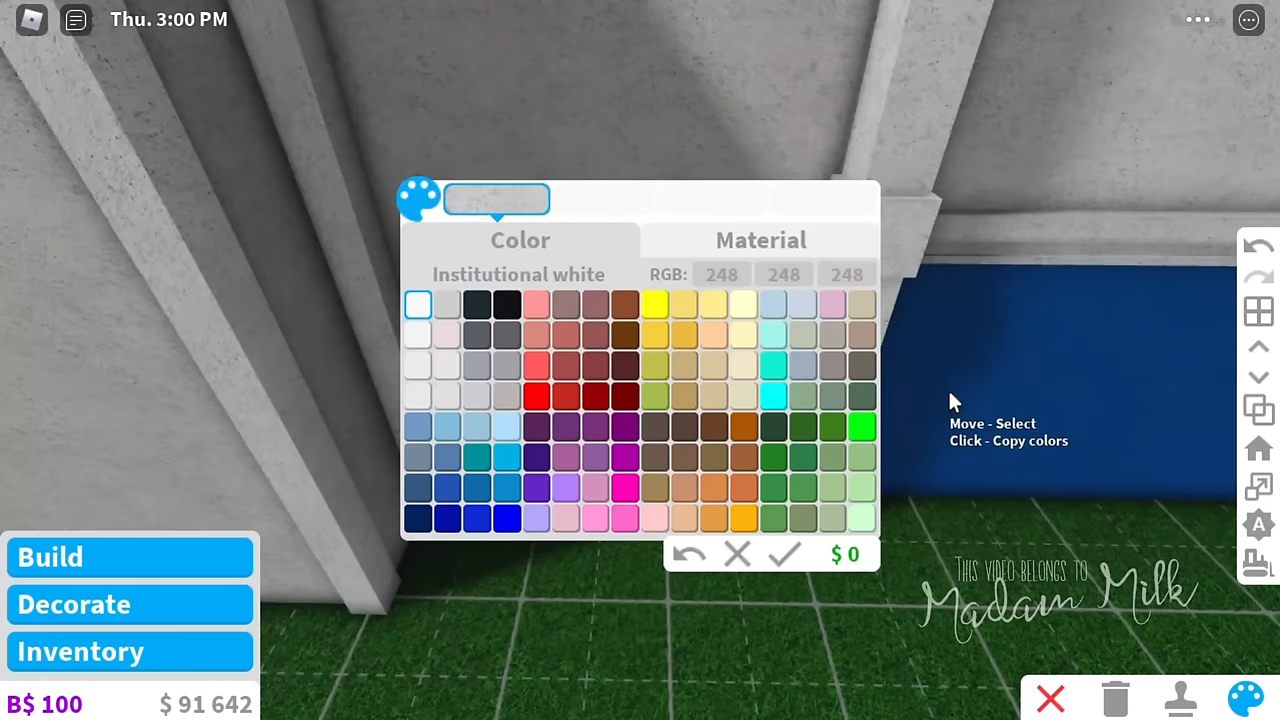 Thu. 3:00 PM
Color
Material
Institutional white
RGB: 248 248 248
Move - Select
Click - Copy colors
$ 0
Build
Decorate
Inventory
B$ 100
$ 91 642
A
THIS VIDEO BELONGS TO
Madam Milk